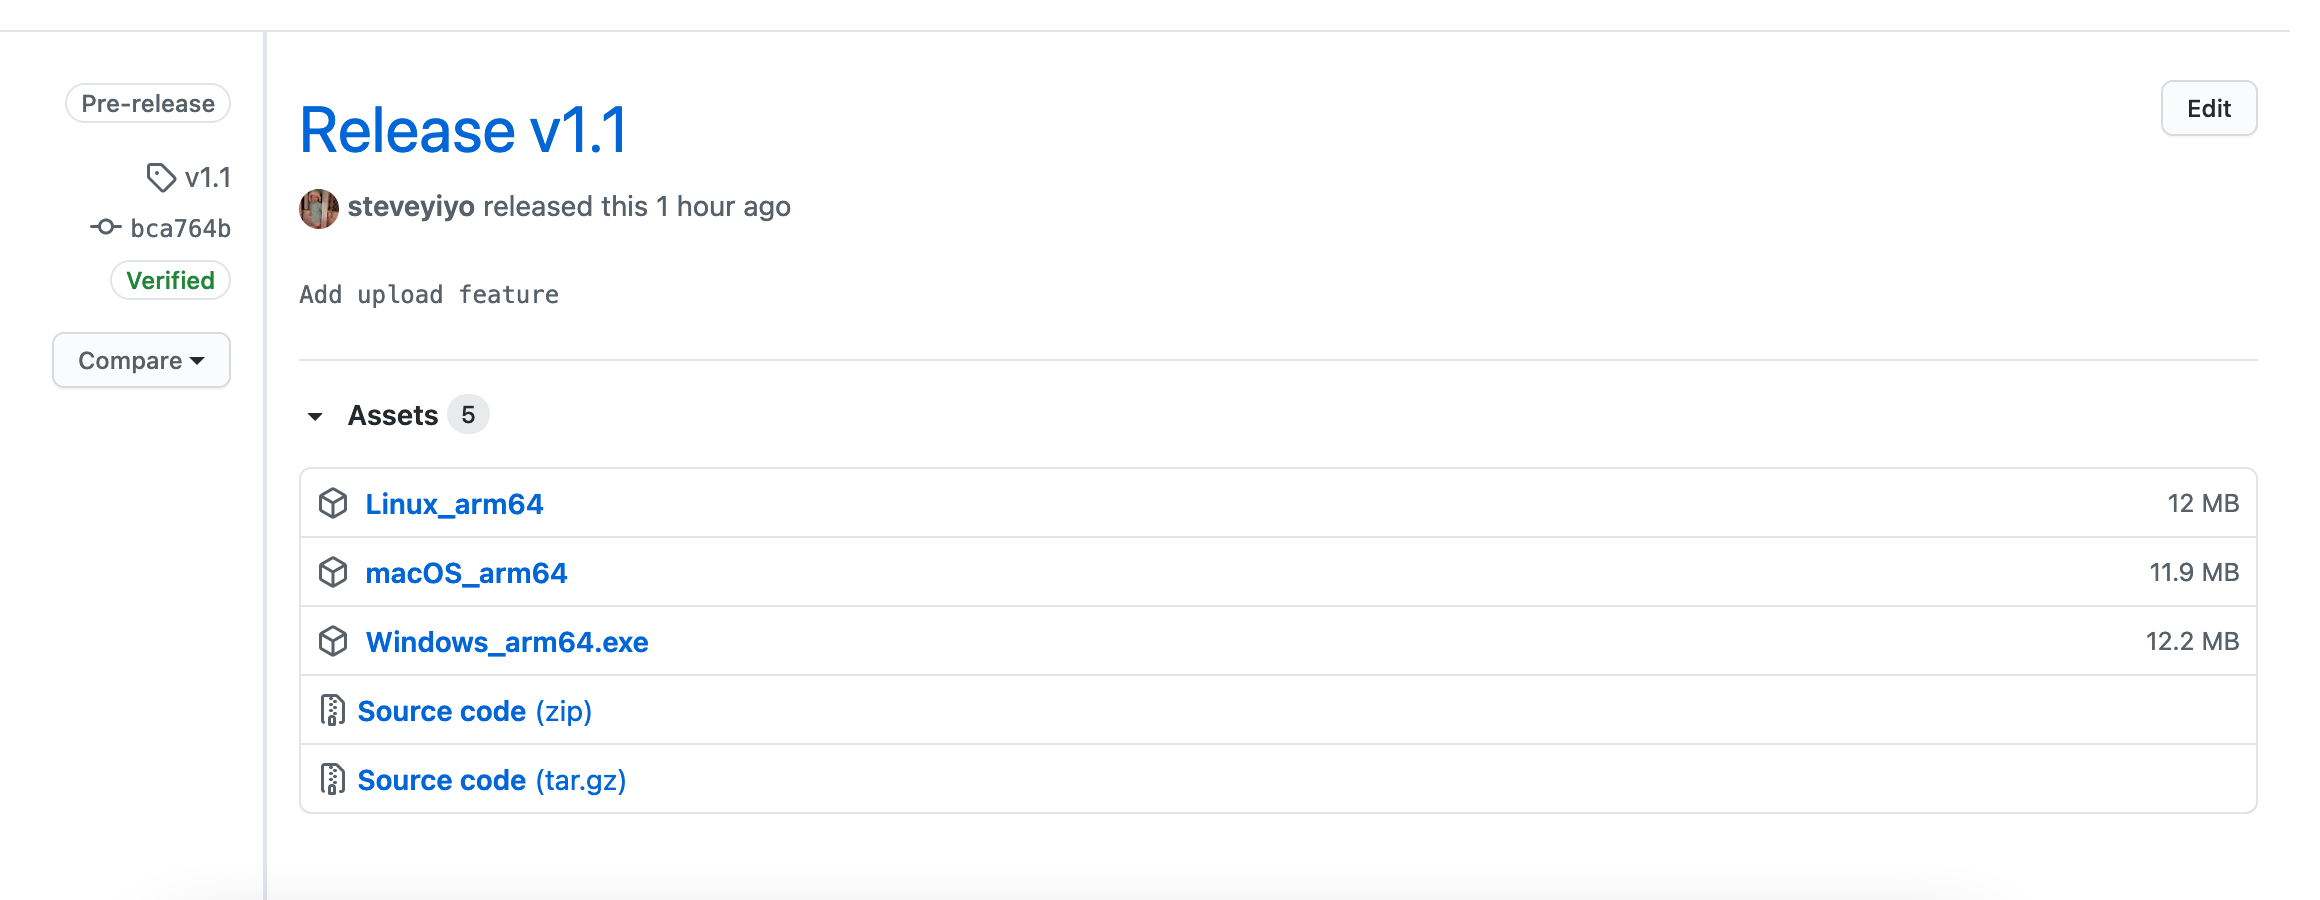 Pre-release
v1.1
bca764b
Verified
Compare
Release v1.1
Edit
steveyiyo released this 1 hour ago
Add upload feature
Assets 5
Linux_arm64 12 MB
macOS_arm64 11.9 MB
Windows_arm64.exe 12.2 MB
Source code (zip)
Source code (tar.gz)